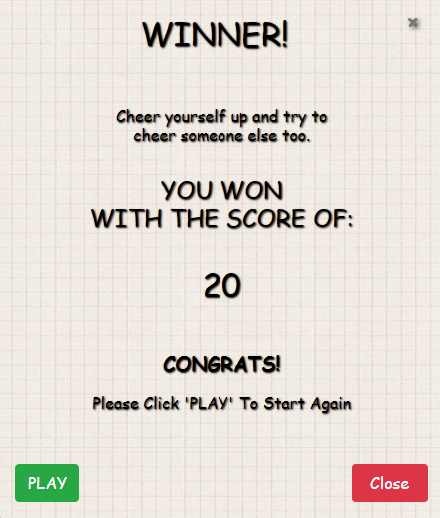 WINNER!
Cheer yourself up and try to
cheer someone else too.
YOU WON
WITH THE SCORE OF:
20
CONGRATS!
Please Click 'PLAY' To Start Again
PLAY
Close